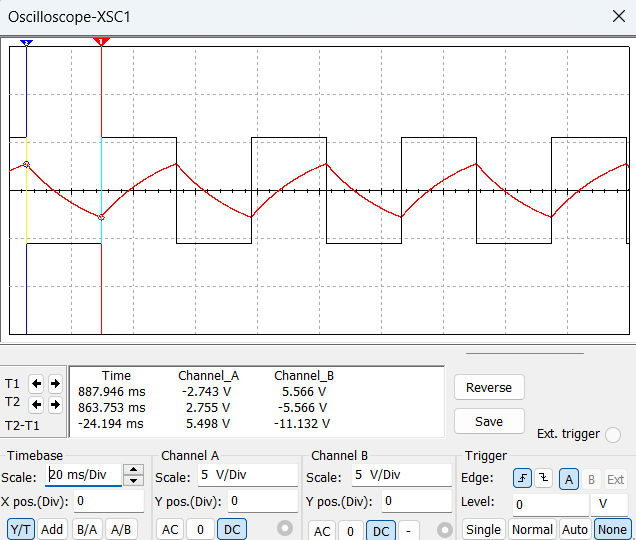 Oscilloscope-XSC1
2
1
Time Channel_A Channel_B
T1 887.946 ms -2.743 V 5.566 V
T2 863.753 ms 2.755 V -5.566 V
T2-T1 -24.194 ms 5.498 V -11.132 V
Reverse
Save
Ext. trigger
Timebase Channel A Channel B Trigger
Scale: 20 ms/Div Scale: 5 V/Div Scale: 5 V/Div Edge: A B Ext
X pos.(Div): 0 Y pos.(Div): 0 Y pos.(Div): 0 Level: 0 V
Y/T Add B/A A/B AC 0 DC AC 0 DC - Single Normal Auto None